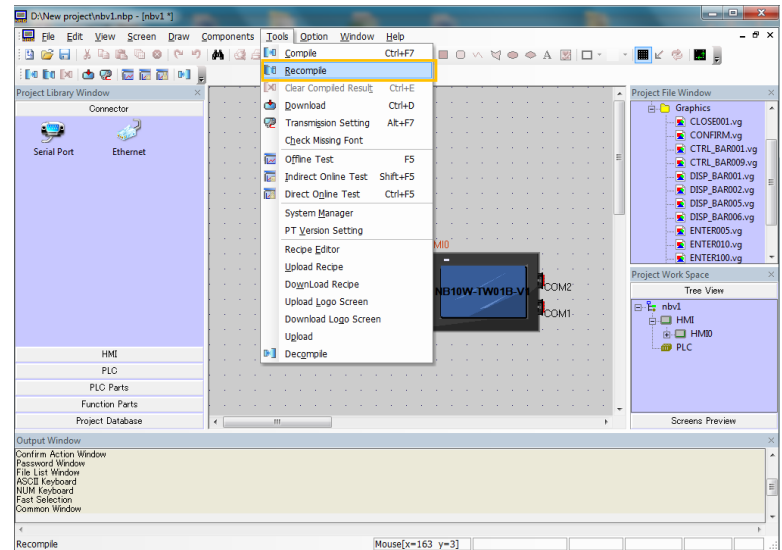 D:\New project\nbv1.nbp - [nbv1 *]
File Edit View Screen Draw Components Tools Option Window Help
Project Library Window
Connector
Serial Port Ethernet
HMI
PLC
PLC Parts
Function Parts
Project Database
Compile Ctrl+F7
Recompile
Clear Compiled Result Ctrl+E
Download Ctrl+D
Transmission Setting Alt+F7
Check Missing Font
Offline Test F5
Indirect Online Test Shift+F5
Direct Online Test Ctrl+F5
System Manager
PT Version Setting
Recipe Editor
Upload Recipe
Download Recipe
Upload Logo Screen
Download Logo Screen
Upload
Decompile
MI0
NB10W-TW01B-V1
COM2
COM1
Project File Window
Graphics
CLOSE001.vg
CONFIRM.vg
CTRL_BAR001.vg
CTRL_BAR009.vg
DISP_BAR001.vg
DISP_BAR002.vg
DISP_BAR005.vg
DISP_BAR006.vg
ENTER005.vg
ENTER010.vg
ENTER100.vg
Project Work Space
Tree View
nbv1
HMI
HMI0
PLC
Screens Preview
Output Window
Confirm Action Window
Password Window
File List Window
ASCII Keyboard
NUM Keyboard
Fast Selection
Common Window
Recompile
Mouse[x=163 y=3]